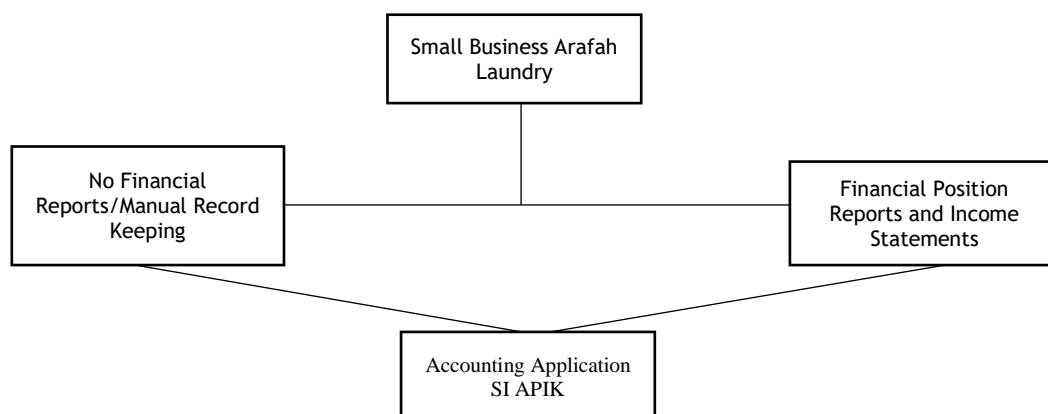 Small Business Arafah
Laundry
No Financial
Reports/Manual Record
Keeping
Financial Position
Reports and Income
Statements
Accounting Application
SI APIK